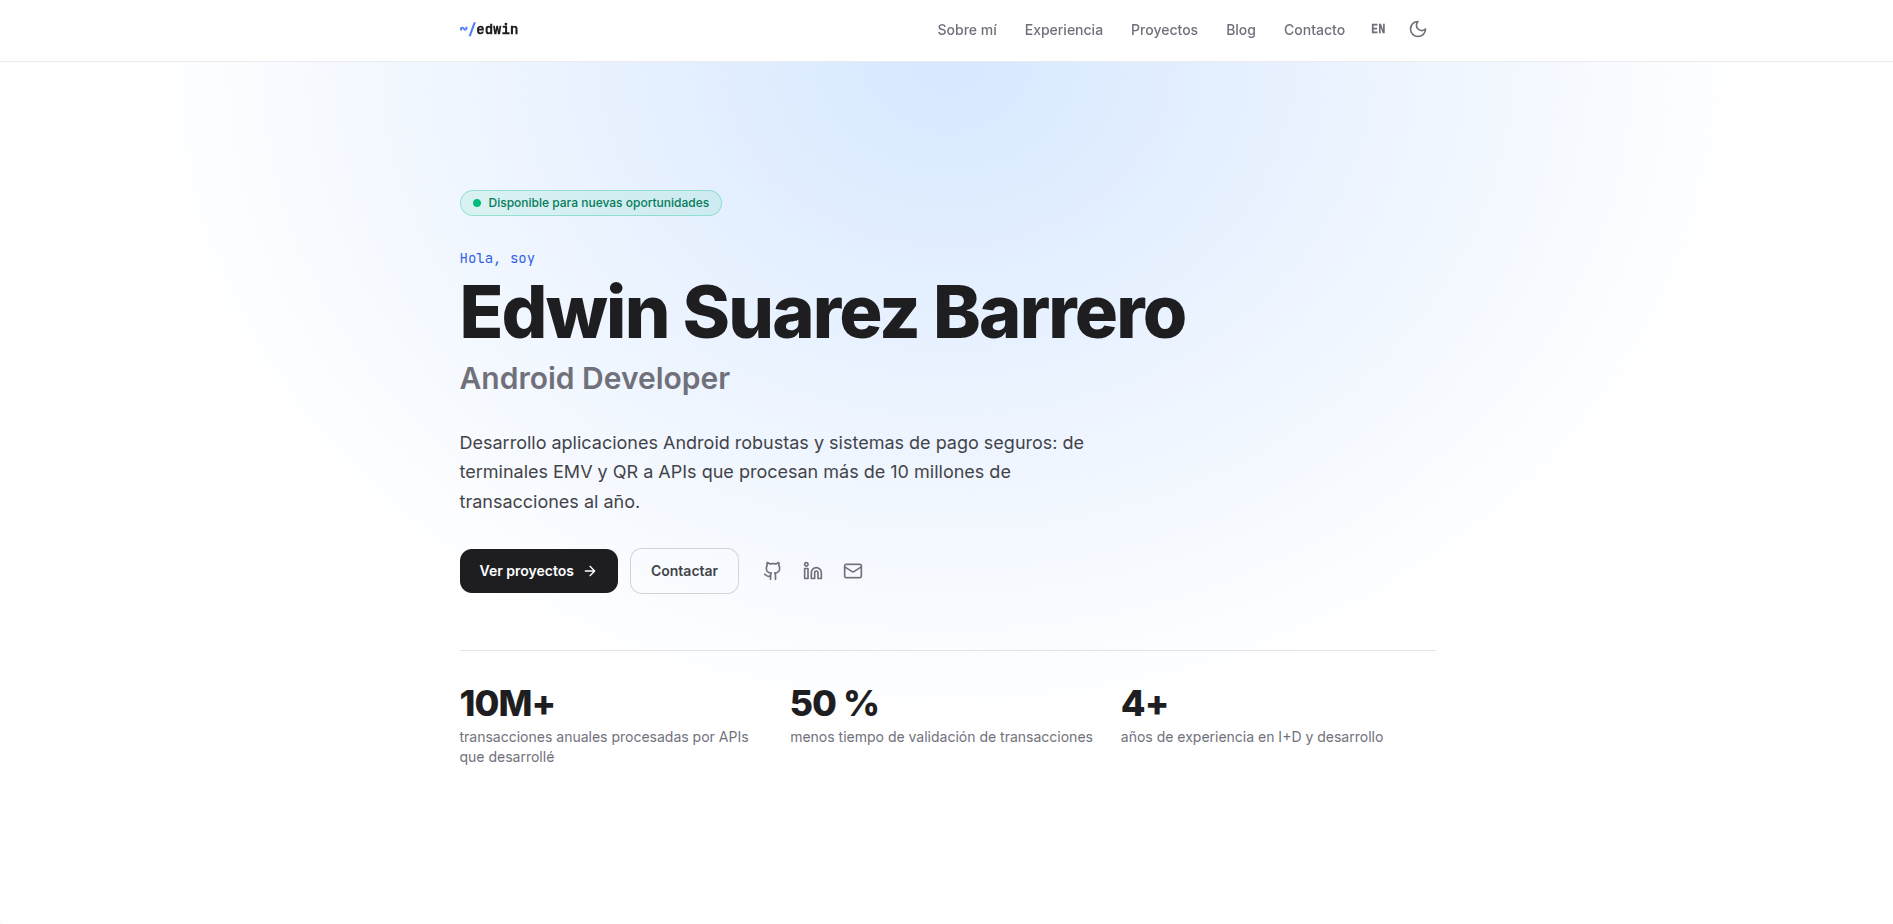 ~/edwin
Sobre mí Experiencia Proyectos Blog Contacto EN
Disponible para nuevas oportunidades
Hola, soy
Edwin Suarez Barrero
Android Developer
Desarrollo aplicaciones Android robustas y sistemas de pago seguros: de
terminales EMV y QR a APIs que procesan más de 10 millones de
transacciones al año.
Ver proyectos → Contactar
10M+ 50 % 4+
transacciones anuales procesadas por APIs
que desarrollé
menos tiempo de validación de transacciones
años de experiencia en I+D y desarrollo